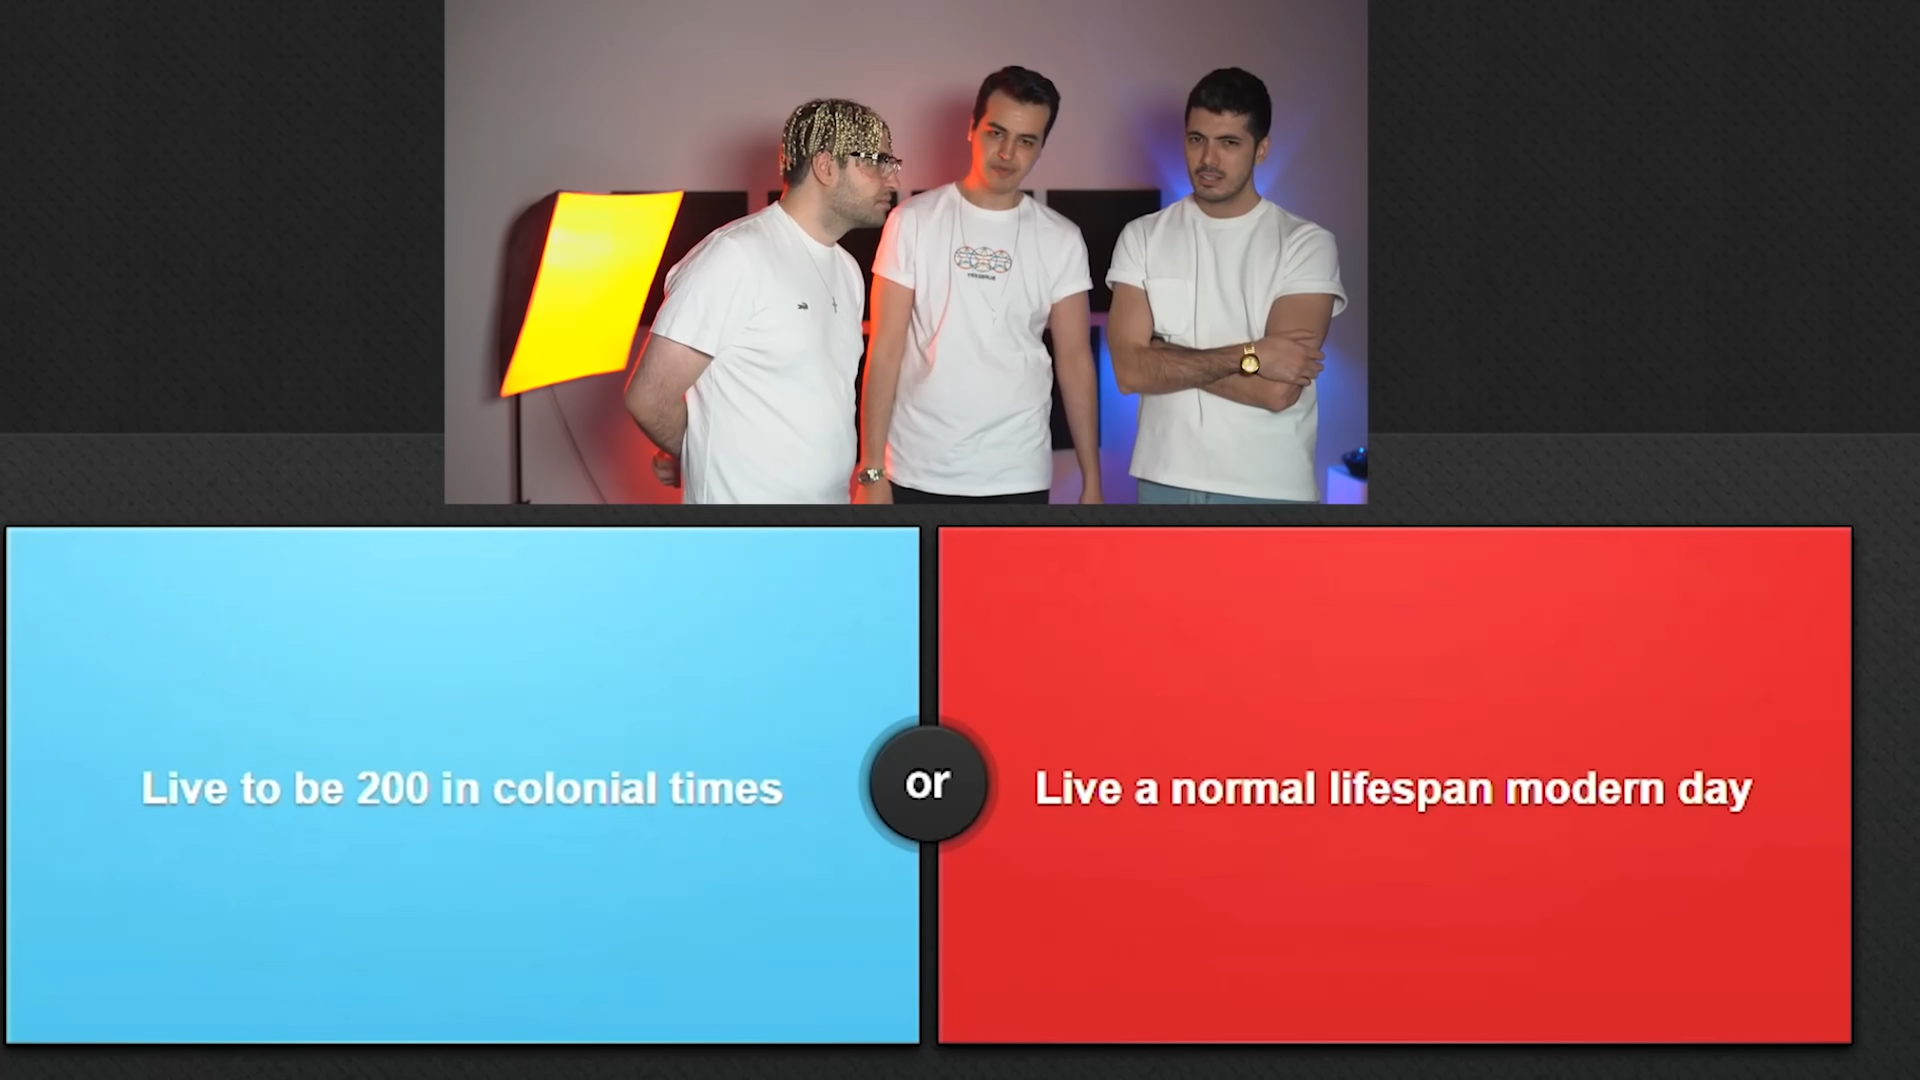 Live to be 200 in colonial times
or
Live a normal lifespan modern day